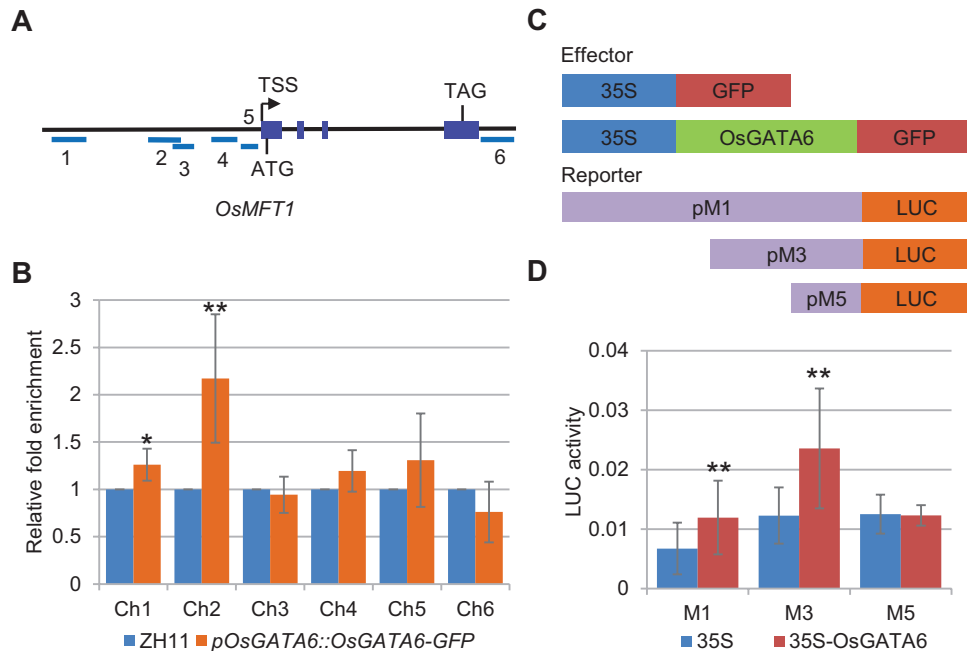 A
TSS
TAG
5
1
2
3
4
6
ATG
OsMFT1
B
Relative fold enrichment
3
2.5
2
1.5
1
0.5
0
*
**
Ch1 Ch2 Ch3 Ch4 Ch5 Ch6
ZH11 pOsGATA6::OsGATA6-GFP
C
Effector
35S GFP
35S OsGATA6 GFP
Reporter
pM1 LUC
pM3 LUC
pM5 LUC
D
LUC activity
0.04
0.03
0.02
0.01
0
**
**
M1 M3 M5
35S 35S-OsGATA6